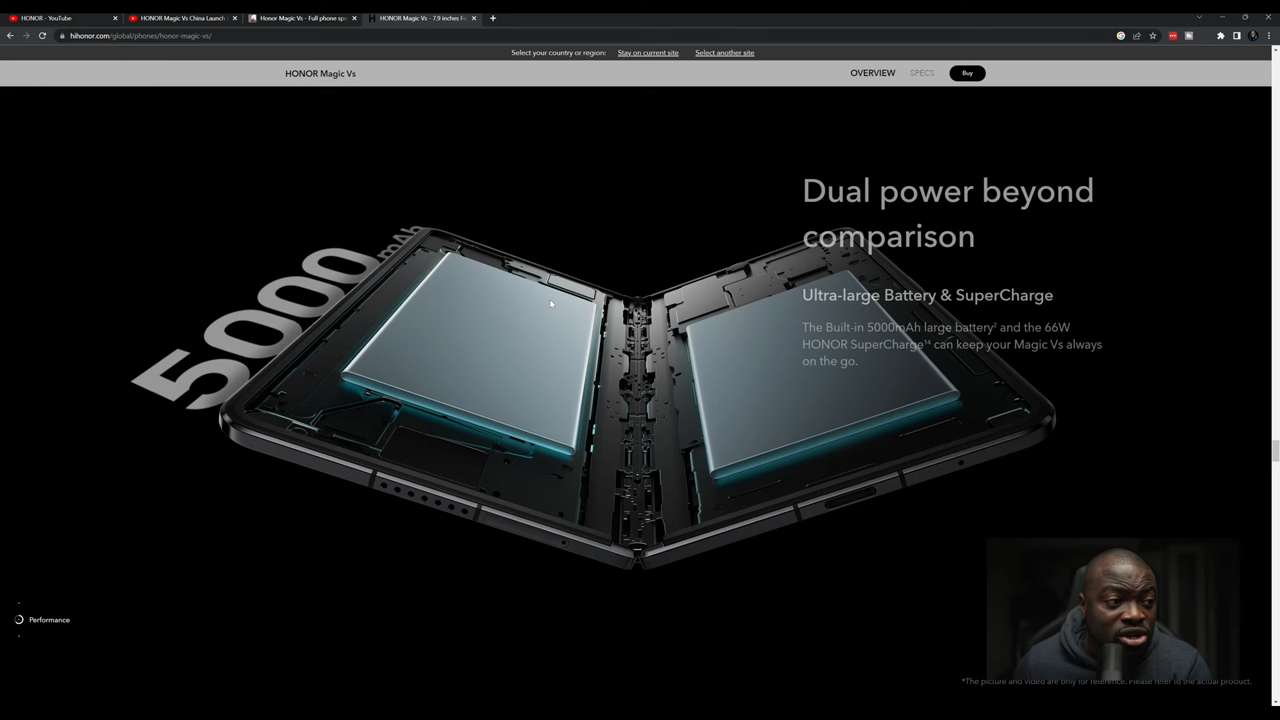 HONOR - YouTube
HONOR Magic Vs China Launch
Honor Magic Vs - Full phone spe
HONOR Magic Vs - 7.9 inches F
hihonor.com/global/phones/honor-magic-vs/
Select your country or region: Stay on current site Select another site
HONOR Magic Vs
OVERVIEW SPECS Buy
5000mAh
Dual power beyond
comparison
Ultra-large Battery & SuperCharge
The Built-in 5000mAh large battery² and the 66W
HONOR SuperCharge¹⁴ can keep your Magic Vs always
on the go.
Performance
*The picture and video are only for reference. Please refer to the actual product.